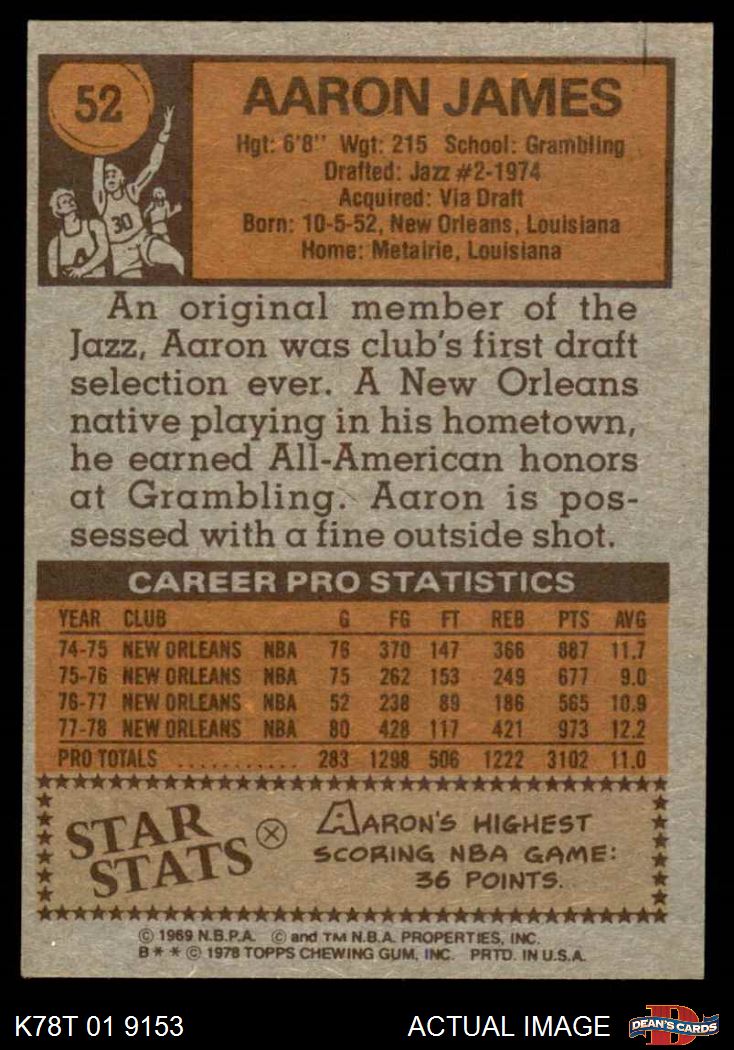 52
AARON JAMES
Hgt: 6'8" Wgt: 215 School: Grambling
Drafted: Jazz #2-1974
Acquired: Via Draft
Born: 10-5-52, New Orleans, Louisiana
Home: Metairie, Louisiana
30
An original member of the
Jazz, Aaron was club's first draft
selection ever. A New Orleans
native playing in his hometown,
he earned All-American honors
at Grambling. Aaron is pos-
sessed with a fine outside shot.
CAREER PRO STATISTICS
YEAR CLUB G FG FT REB PTS AVG
74-75 NEW ORLEANS NBA 76 370 147 366 887 11.7
75-76 NEW ORLEANS NBA 75 262 153 249 677 9.0
76-77 NEW ORLEANS NBA 52 238 89 186 565 10.9
77-78 NEW ORLEANS NBA 80 428 117 421 973 12.2
PRO TOTALS ........... 283 1298 506 1222 3102 11.0
STAR
STATS
AARON'S HIGHEST
SCORING NBA GAME:
36 POINTS.
© 1969 N.B.P.A. © and TM N.B.A. PROPERTIES, INC.
B * * © 1978 TOPPS CHEWING GUM, INC. PRTD. IN U.S.A.
K78T 01 9153
ACTUAL IMAGE
D
DEAN'S CARDS